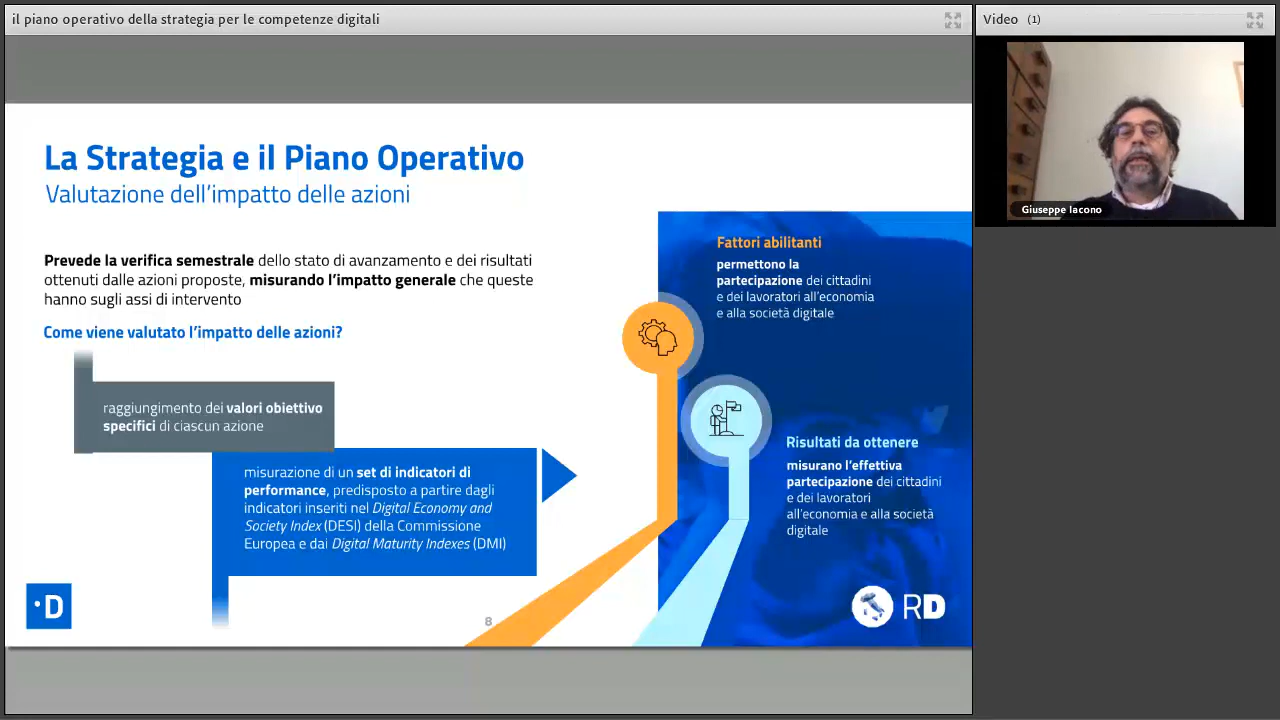 il piano operativo della strategia per le competenze digitali
Video (1)
Giuseppe Iacono
La Strategia e il Piano Operativo
Valutazione dell'impatto delle azioni
Prevede la verifica semestrale dello stato di avanzamento e dei risultati
ottenuti dalle azioni proposte, misurando l'impatto generale che queste
hanno sugli assi di intervento
Come viene valutato l'impatto delle azioni?
raggiungimento dei valori obiettivo
specifici di ciascun azione
misurazione di un set di indicatori di
performance, predisposto a partire dagli
indicatori inseriti nel Digital Economy and
Society Index (DESI) della Commissione
Europea e dai Digital Maturity Indexes (DMI)
Fattori abilitanti
permettono la
partecipazione dei cittadini
e dei lavoratori all'economia
e alla società digitale
Risultati da ottenere
misurano l'effettiva
partecipazione dei cittadini
e dei lavoratori
all'economia e alla società
digitale
·D
8
RD